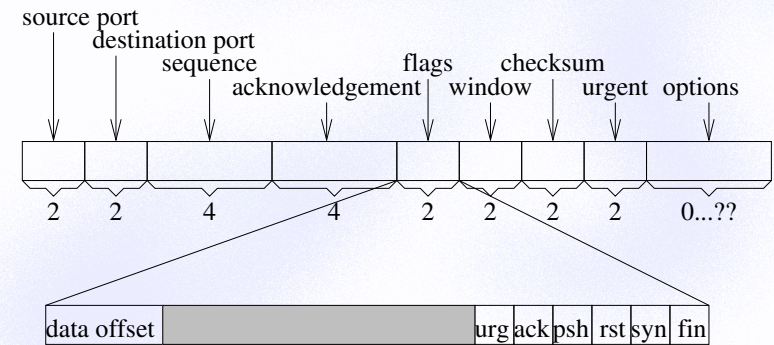 source port
destination port
sequence flags checksum
acknowledgement window urgent options
2 2 4 4 2 2 2 2 0...??
data offset urg ack psh rst syn fin